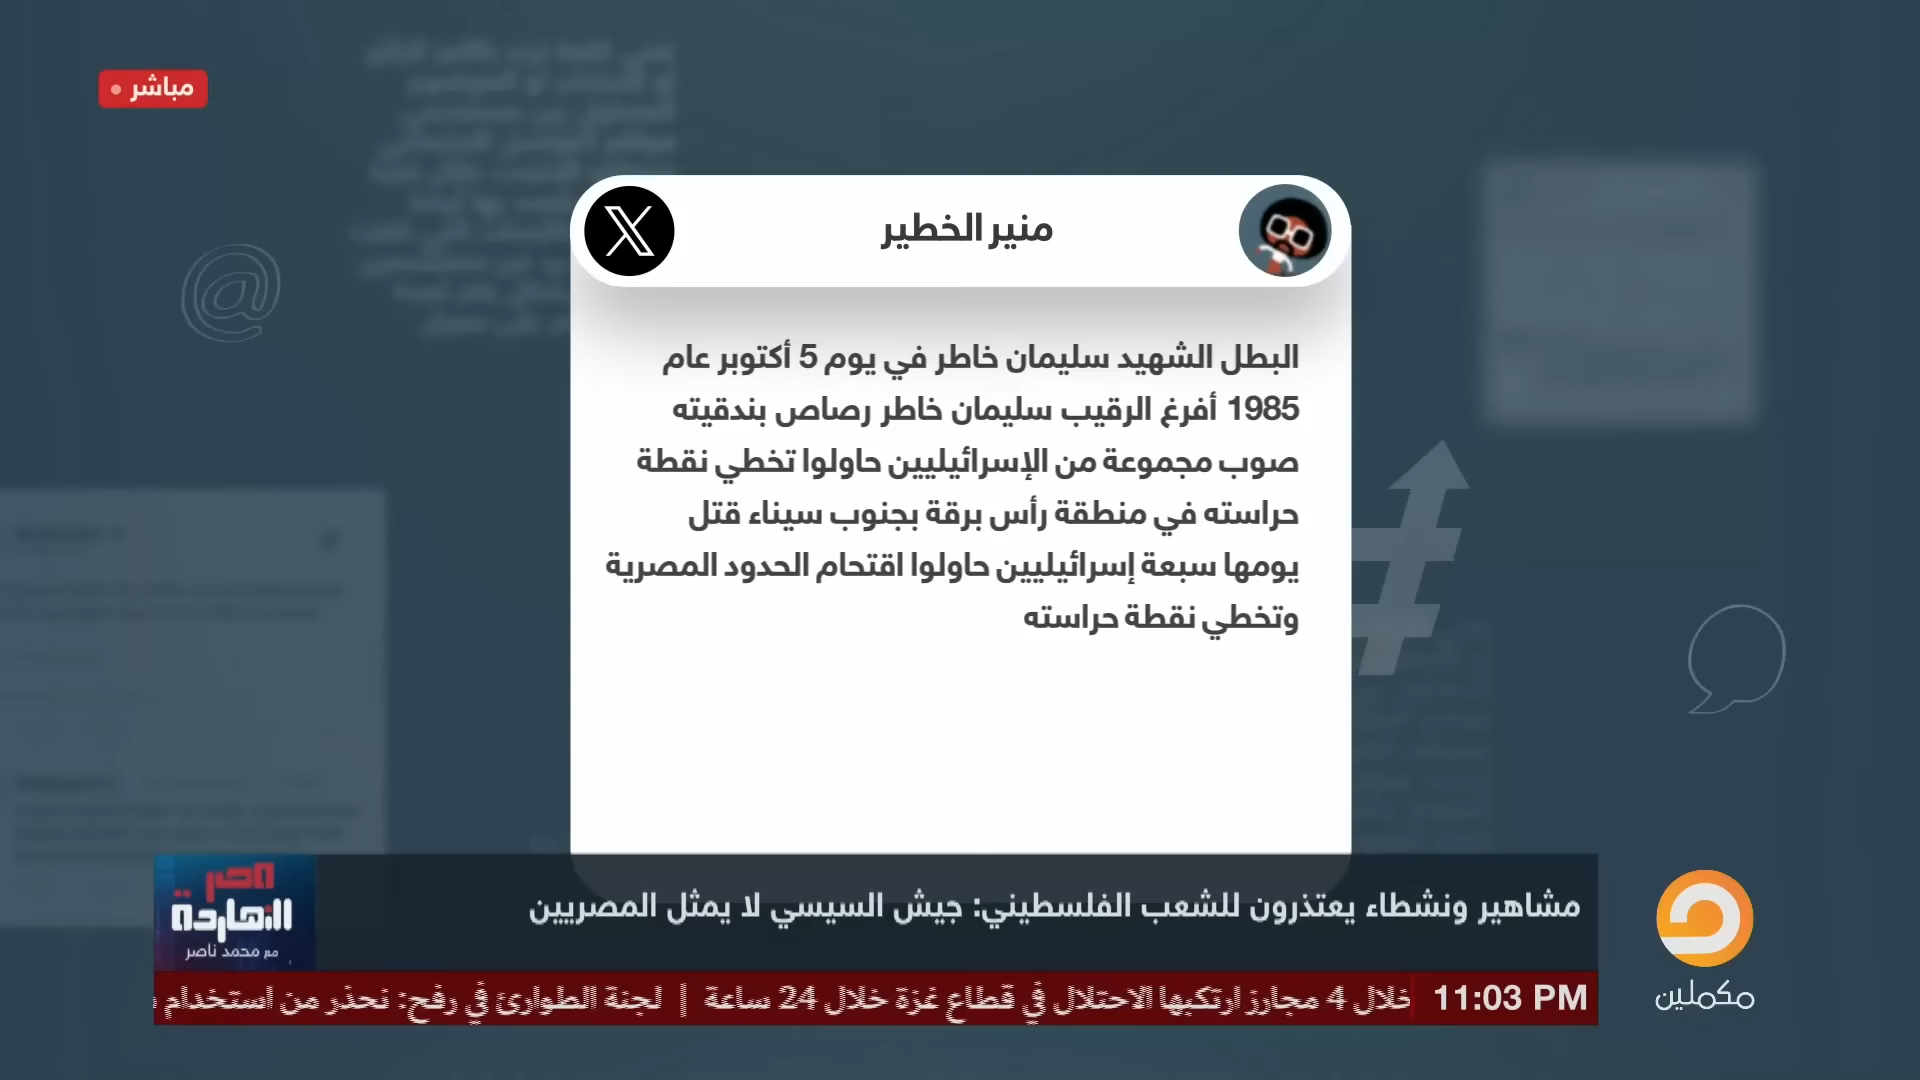 مباشر
منير الخطير
البطل الشهيد سليمان خاطر في يوم 5 أكتوبر عام
1985 أفرغ الرقيب سليمان خاطر رصاص بندقيته
صوب مجموعة من الإسرائيليين حاولوا تخطي نقطة
حراسته في منطقة رأس برقة بجنوب سيناء قتل
يومها سبعة إسرائيليين حاولوا اقتحام الحدود المصرية
وتخطي نقطة حراسته
مشاهير ونشطاء يعتذرون للشعب الفلسطيني: جيش السيسي لا يمثل المصريين
مصر
النهاردة
مع محمد ناصر
11:03 PM
خلال 4 مجازر ارتكبها الاحتلال في قطاع غزة خلال 24 ساعة | لجنة الطوارئ في رفح: نحذر من استخدام
مكملين